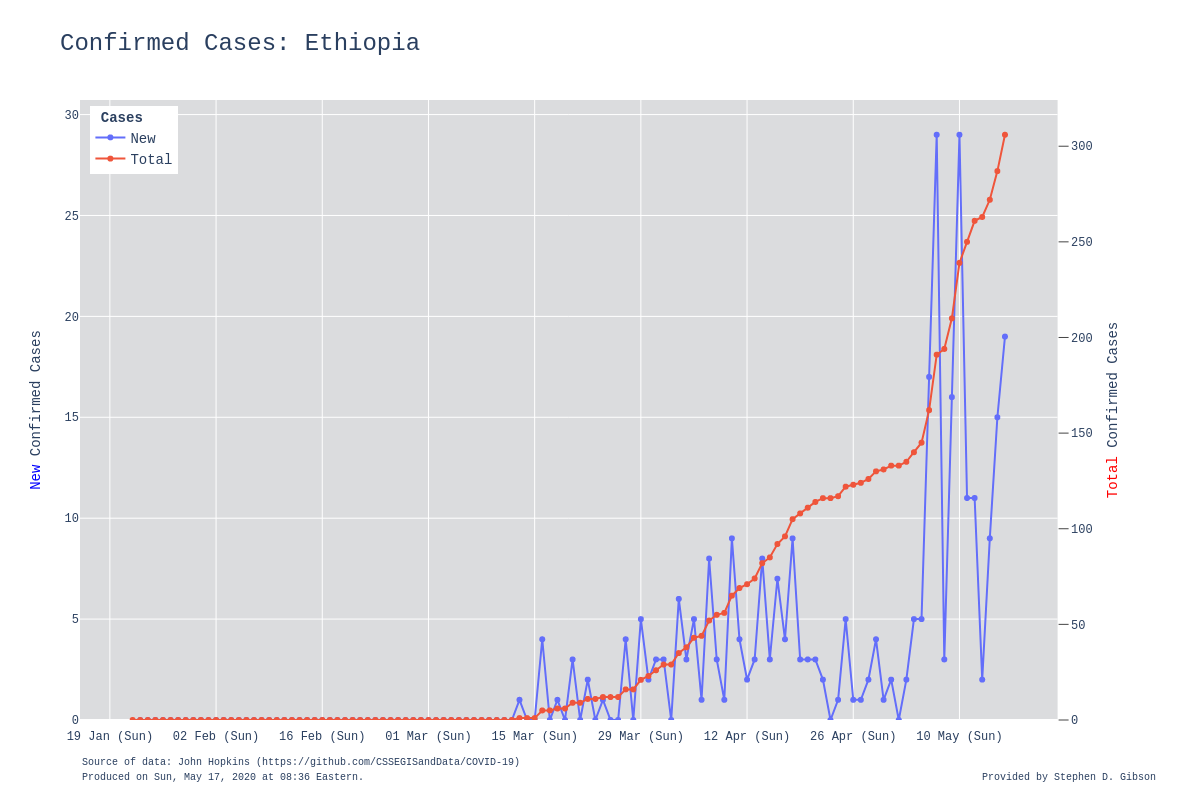 Confirmed Cases: Ethiopia
Cases
New
Total
30
25
20
15
10
5
0
New Confirmed Cases
300
250
200
150
100
50
0
Total Confirmed Cases
19 Jan (Sun) 02 Feb (Sun) 16 Feb (Sun) 01 Mar (Sun) 15 Mar (Sun) 29 Mar (Sun) 12 Apr (Sun) 26 Apr (Sun) 10 May (Sun)
Source of data: John Hopkins (https://github.com/CSSEGISandData/COVID-19)
Produced on Sun, May 17, 2020 at 08:36 Eastern.
Provided by Stephen D. Gibson